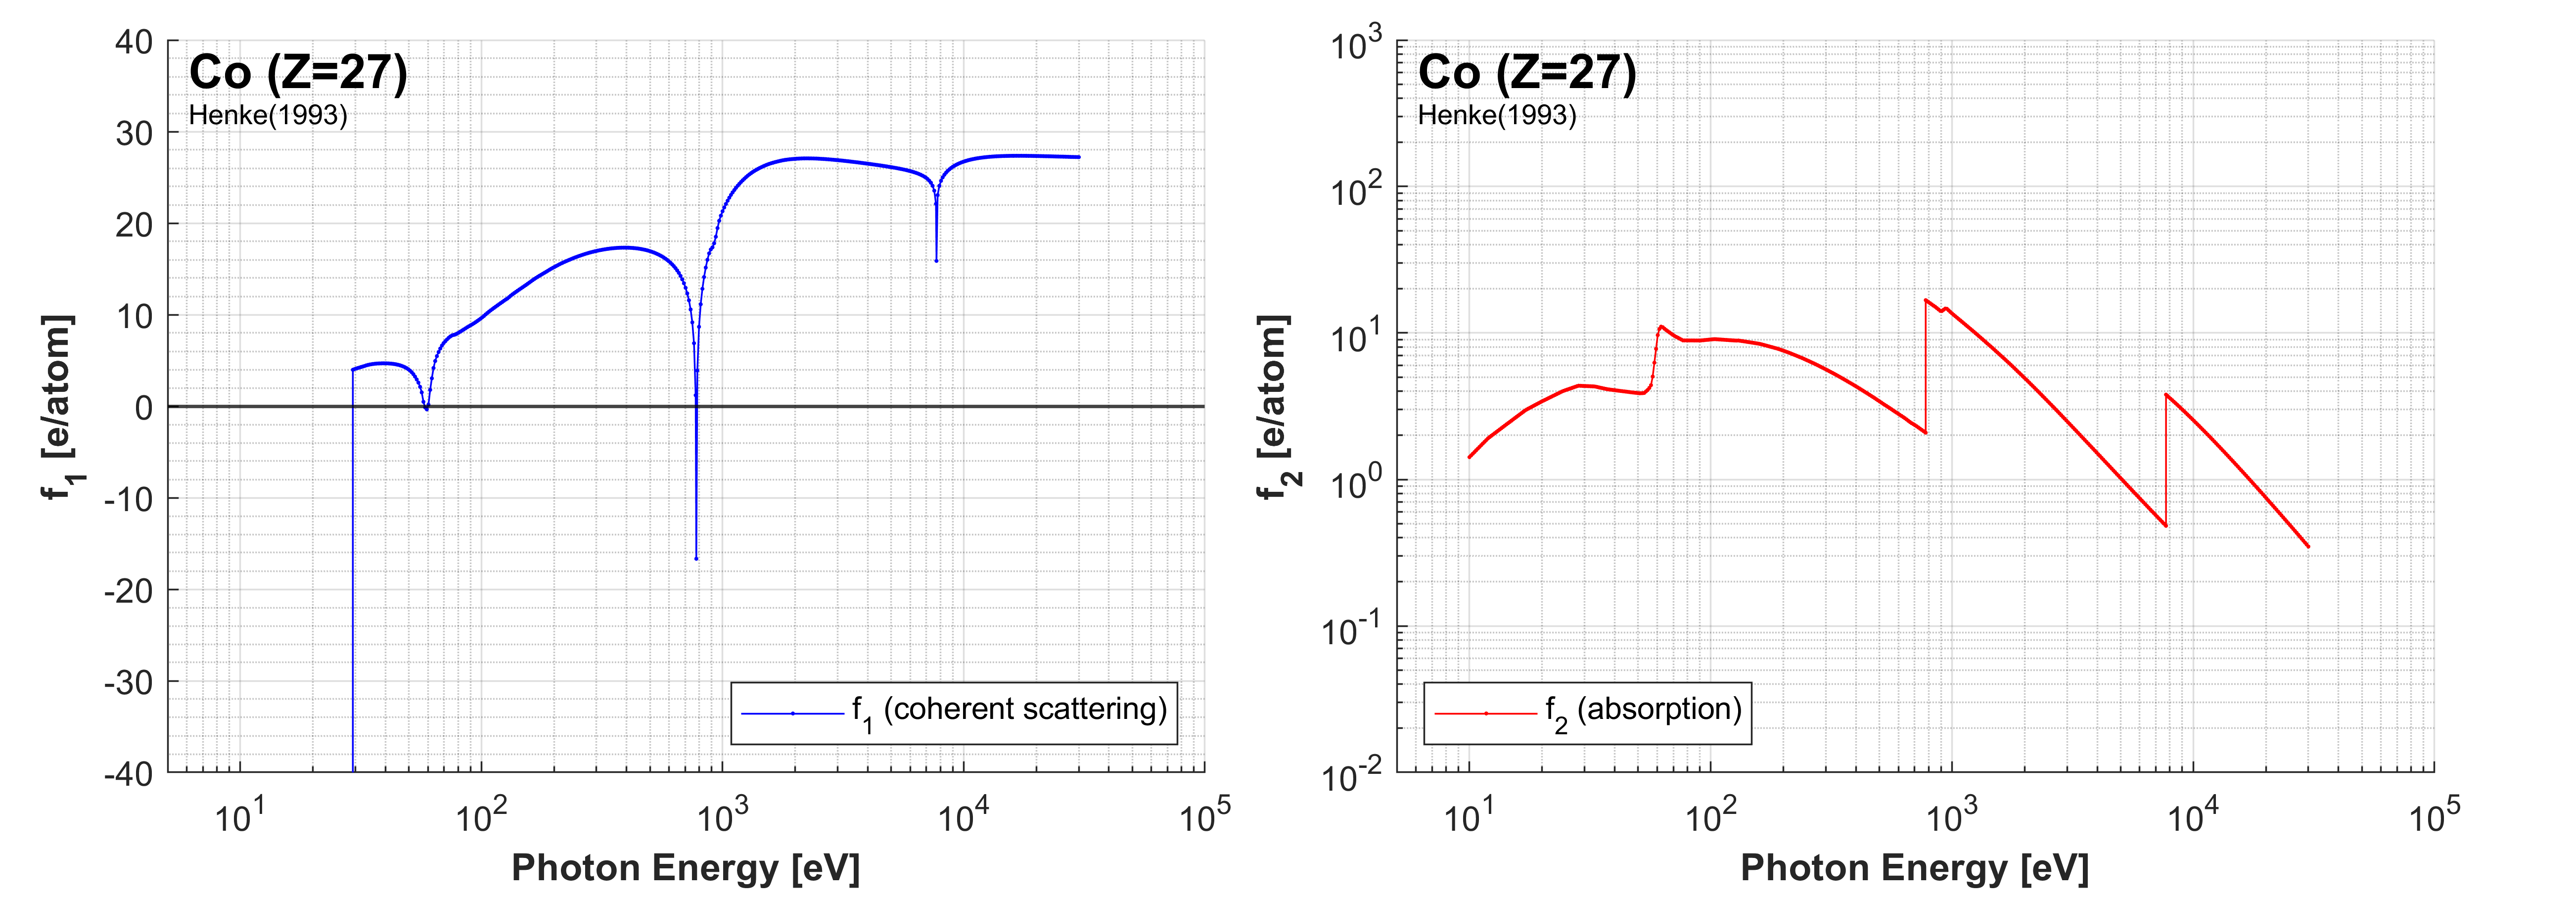 Co (Z=27)
Henke(1993)
40
30
20
10
0
-10
-20
-30
-40
f1 [e/atom]
f1 (coherent scattering)
10^1 10^2 10^3 10^4 10^5
Photon Energy [eV]
Co (Z=27)
Henke(1993)
10^3
10^2
10^1
10^0
10^-1
10^-2
f2 [e/atom]
f2 (absorption)
10^1 10^2 10^3 10^4 10^5
Photon Energy [eV]